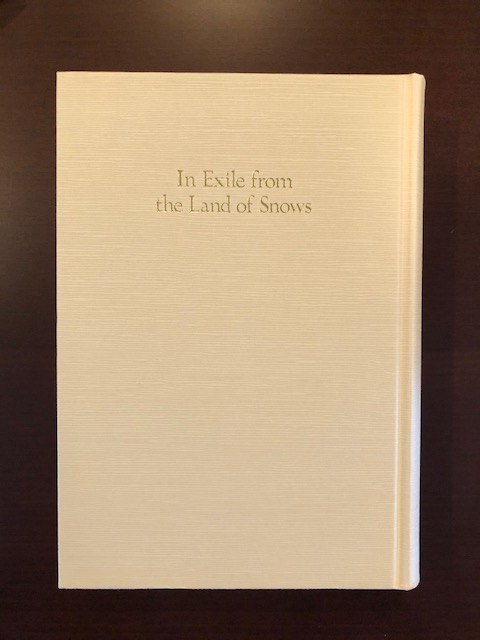 In Exile from
the Land of Snows